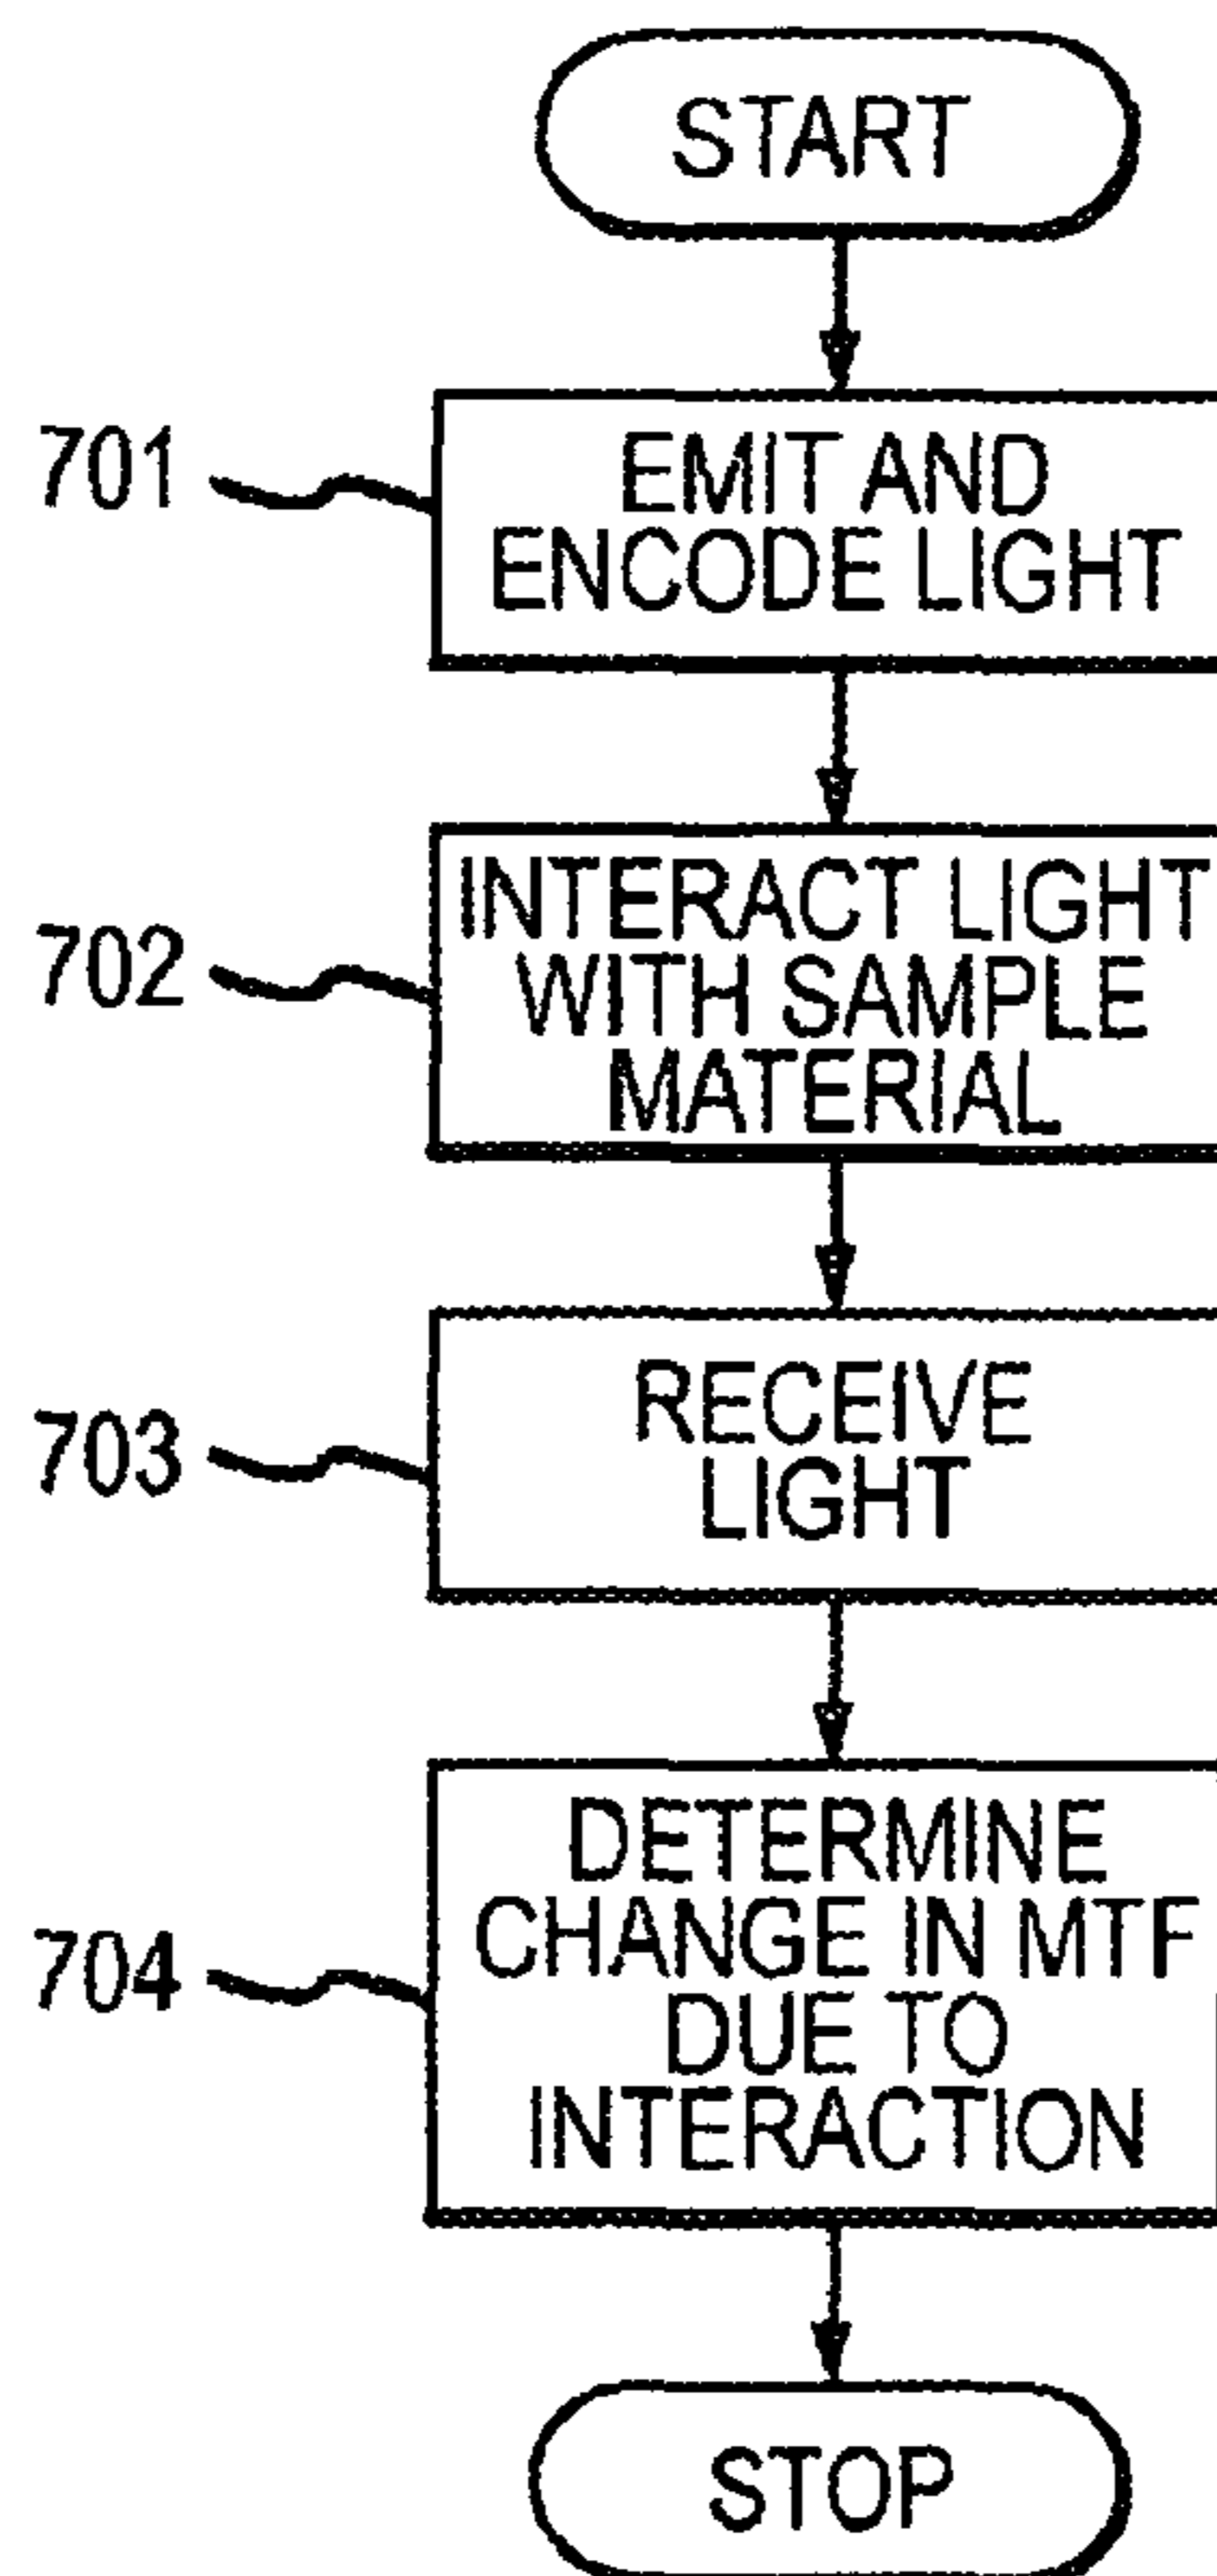 START
701
EMIT AND
ENCODE LIGHT
702
INTERACT LIGHT
WITH SAMPLE
MATERIAL
703
RECEIVE
LIGHT
704
DETERMINE
CHANGE IN MTF
DUE TO
INTERACTION
STOP